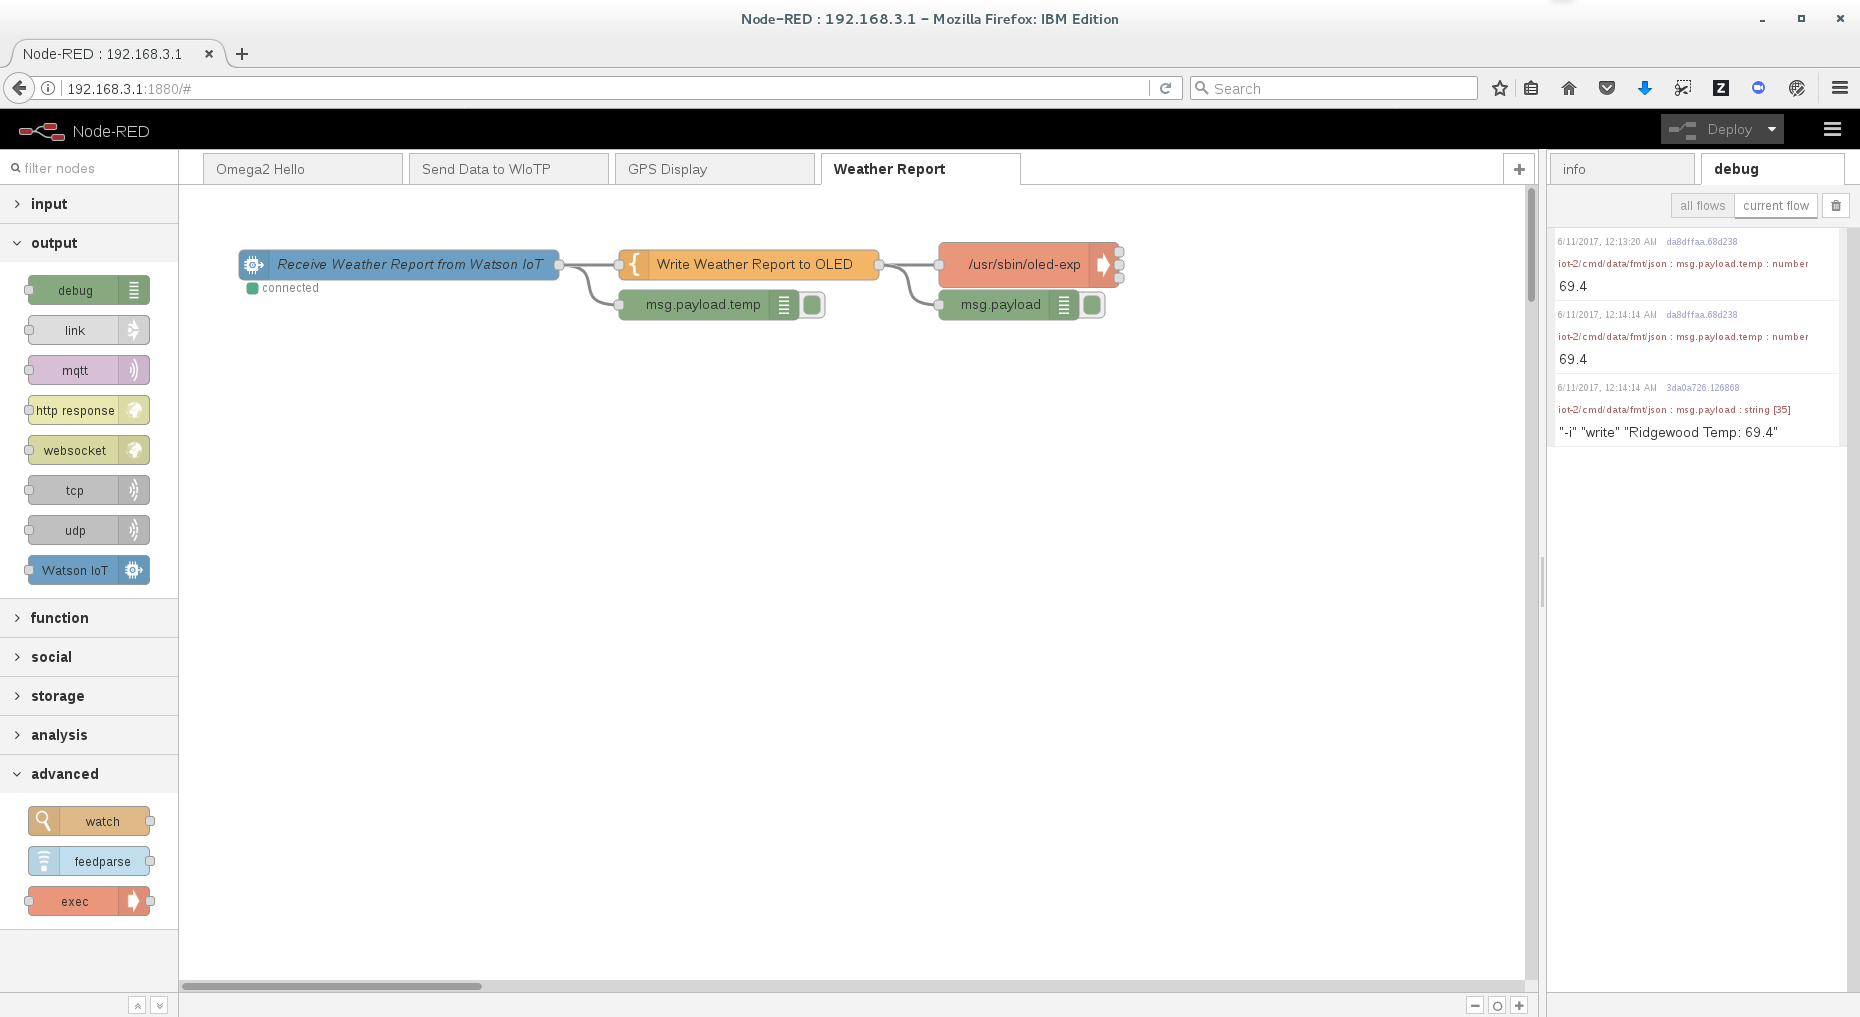 Node-RED : 192.168.3.1 - Mozilla Firefox: IBM Edition
Node-RED : 192.168.3.1
192.168.3.1:1880/#
Search
Node-RED
Deploy
filter nodes
input
output
debug
link
mqtt
http response
websocket
tcp
udp
Watson IoT
function
social
storage
analysis
advanced
watch
feedparse
exec
Omega2 Hello
Send Data to WIoTP
GPS Display
Weather Report
Receive Weather Report from Watson IoT
connected
Write Weather Report to OLED
/usr/sbin/oled-exp
msg.payload.temp
msg.payload
info
debug
all flows
current flow
6/11/2017, 12:13:20 AM da8dffaa.68d238
iot-2/cmd/data/fmt/json : msg.payload.temp : number
69.4
6/11/2017, 12:14:14 AM da8dffaa.68d238
iot-2/cmd/data/fmt/json : msg.payload.temp : number
69.4
6/11/2017, 12:14:14 AM 3da0a726.126868
iot-2/cmd/data/fmt/json : msg.payload : string [35]
"-i" "write" "Ridgewood Temp: 69.4"